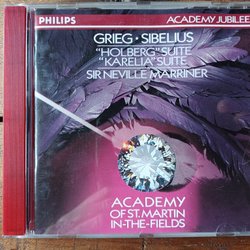 PHILIPS
ACADEMY JUBILEE
GRIEG · SIBELIUS
"HOLBERG" SUITE
"KARELIA" SUITE
SIR NEVILLE MARRINER
ACADEMY
OF ST. MARTIN
IN-THE-FIELDS